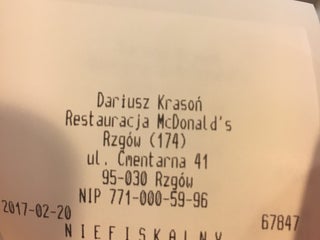 Dariusz Krasoń
Restauracja McDonald's
Rzgów (174)
ul. Cmentarna 41
95-030 Rzgów
NIP 771-000-59-96
2017-02-20 67847
NIEFISKALNY